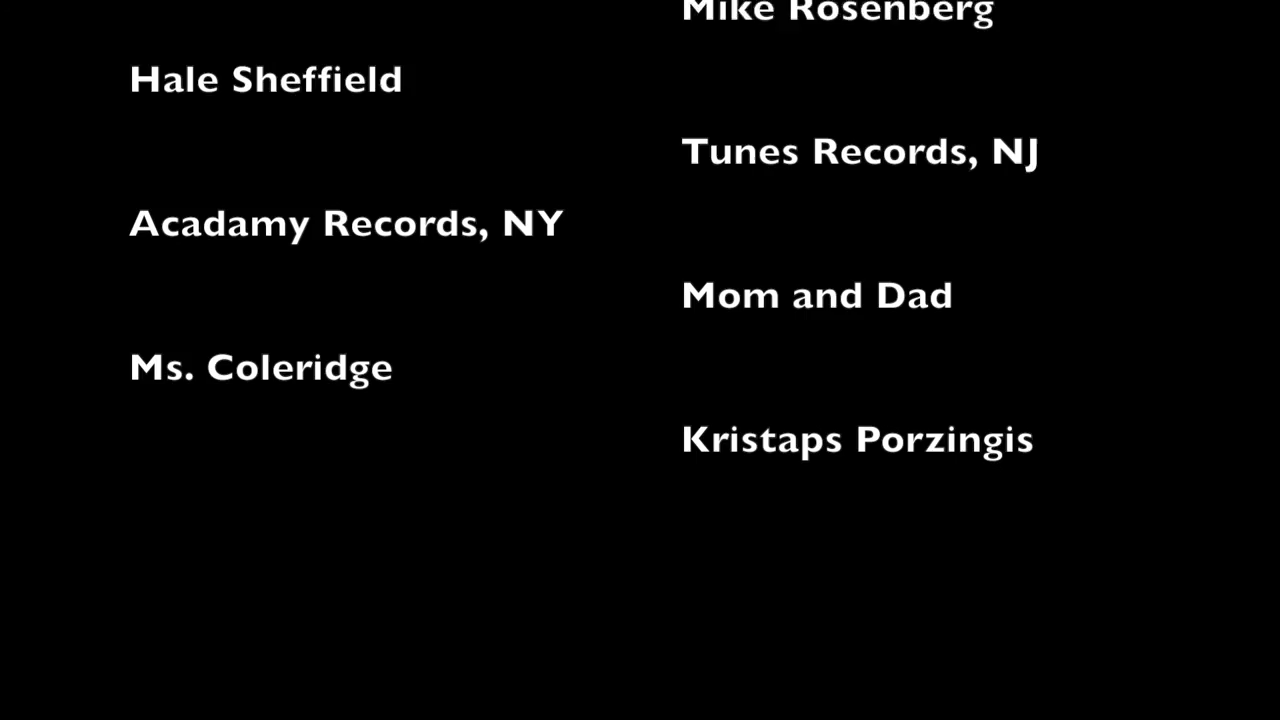 Mike Rosenberg
Hale Sheffield
Tunes Records, NJ
Acadamy Records, NY
Mom and Dad
Ms. Coleridge
Kristaps Porzingis